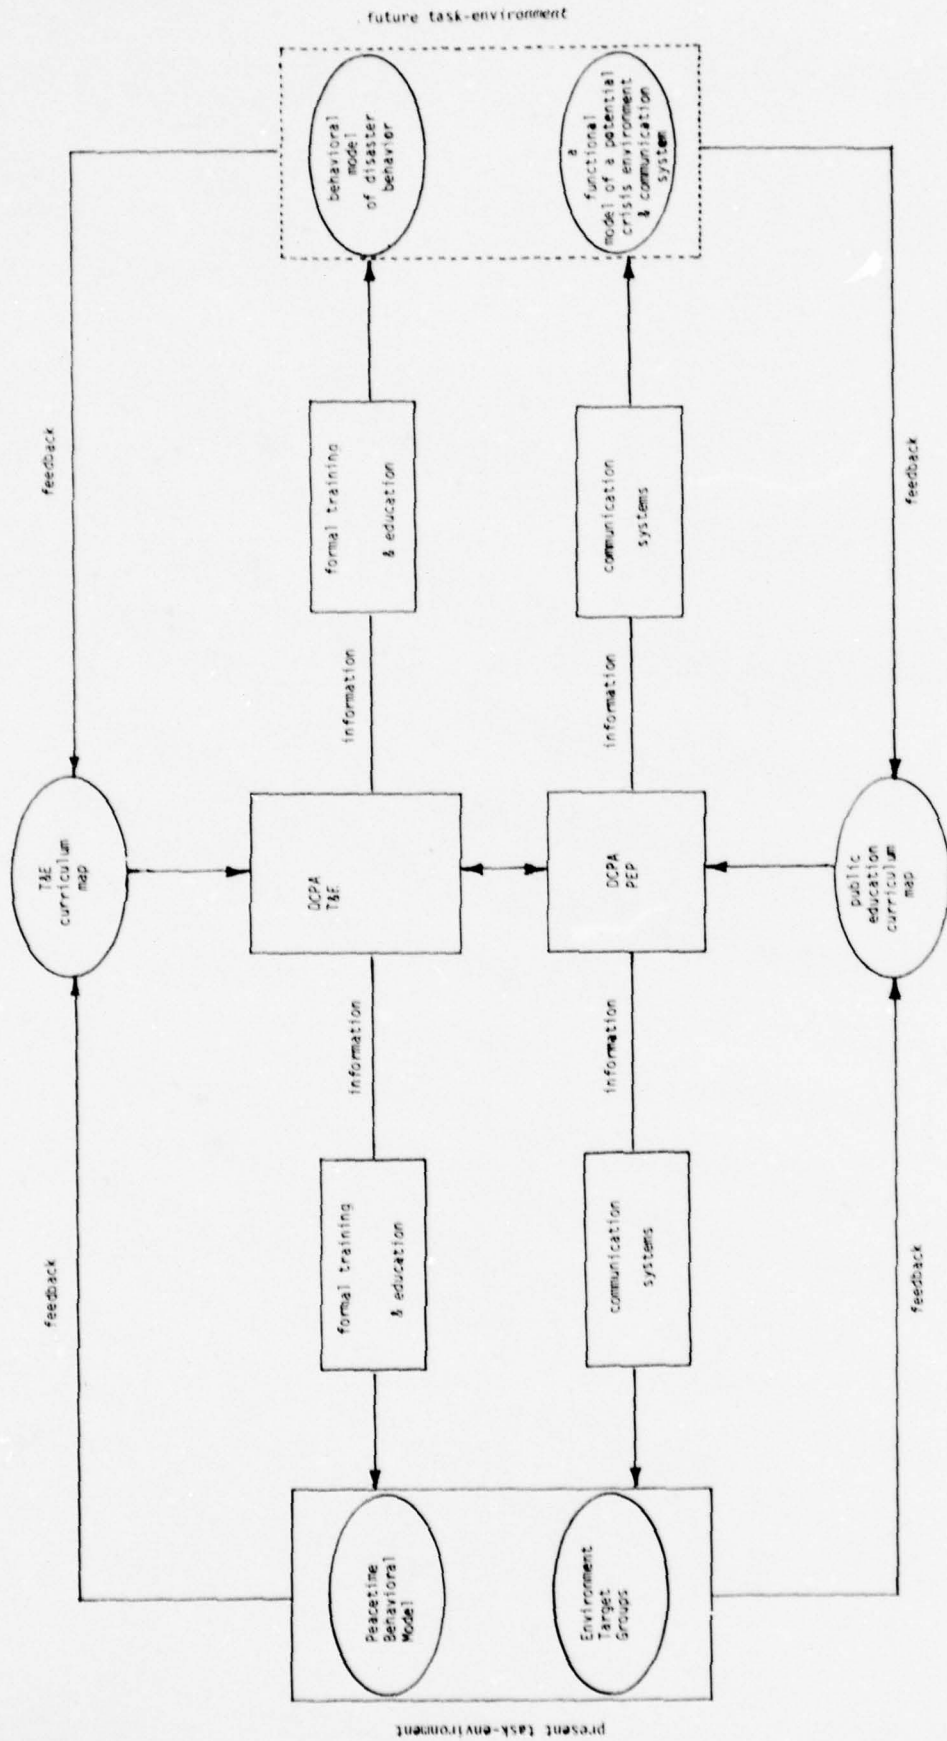 future task-environment
behavioral
model
of disaster
behavior
a
functional
model of a potential
crisis environment
& communication
system
feedback
formal training
& education
communication
systems
feedback
information
information
T&E
curriculum
map
DCPA
T&E
DCPA
PEP
public
education
curriculum
map
information
information
feedback
formal training
& education
communication
systems
feedback
Peacetime
Behavioral
Model
Environment
Target
Groups
present task-environment